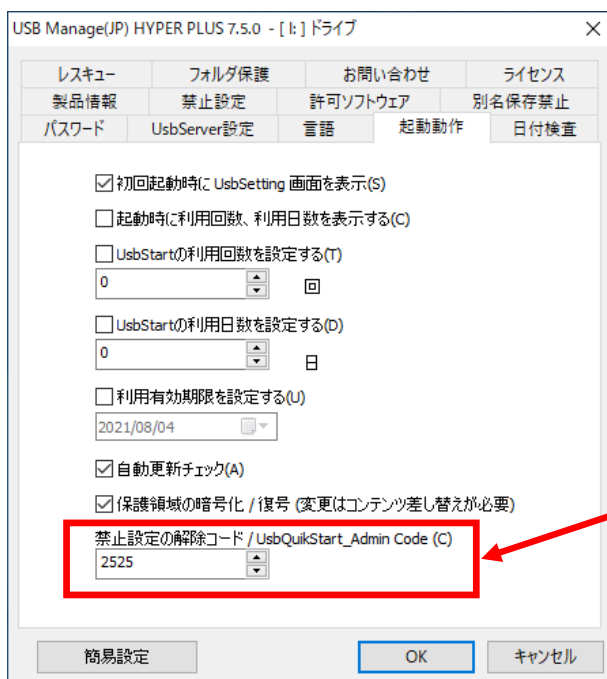 USB Manage(JP) HYPER PLUS 7.5.0 - [ I: ] ドライブ
レスキュー フォルダ保護 お問い合わせ ライセンス
製品情報 禁止設定 許可ソフトウェア 別名保存禁止
パスワード UsbServer設定 言語 起動動作 日付検査
初回起動時に UsbSetting 画面を表示(S)
起動時に利用回数、利用日数を表示する(C)
UsbStartの利用回数を設定する(T)
0 回
UsbStartの利用日数を設定する(D)
0 日
利用有効期限を設定する(U)
2021/08/04
自動更新チェック(A)
保護領域の暗号化 / 復号 (変更はコンテンツ差し替えが必要)
禁止設定の解除コード / UsbQuikStart_Admin Code (C)
2525
簡易設定 OK キャンセル